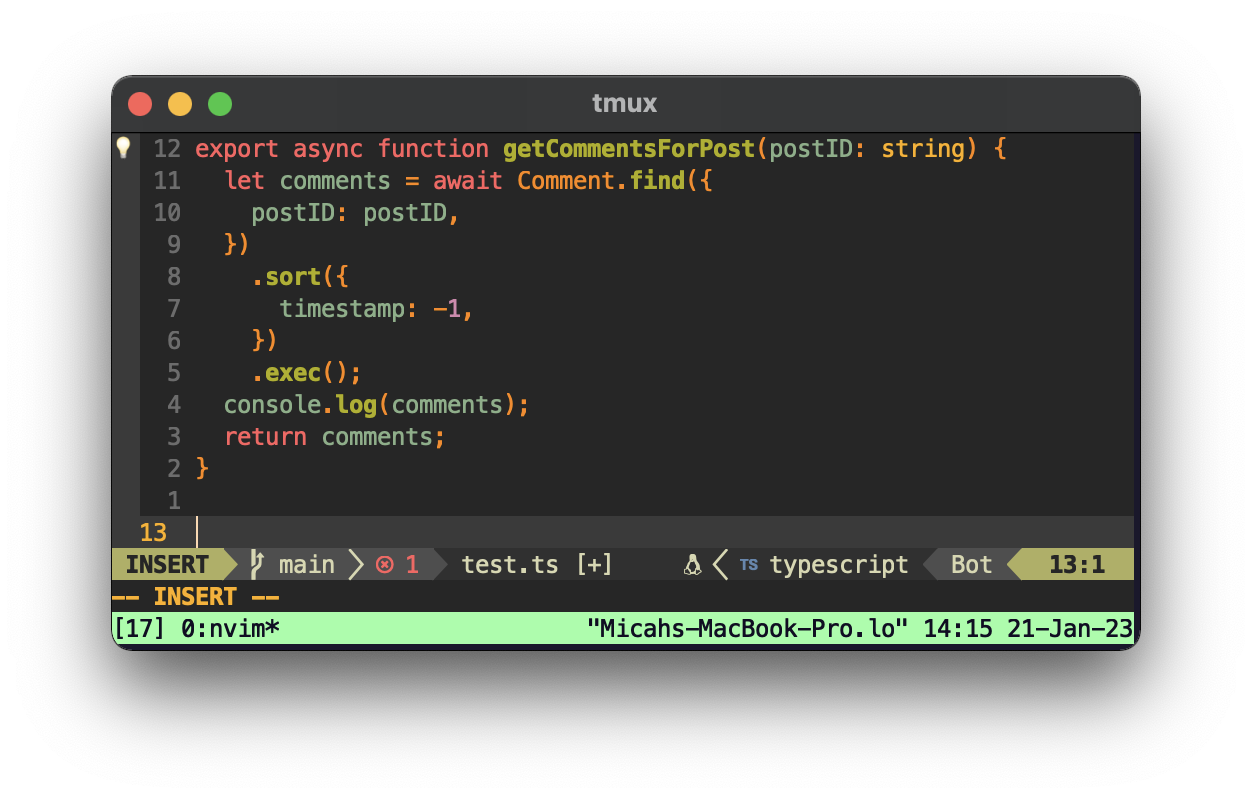 tmux
12 export async function getCommentsForPost(postID: string) {
11   let comments = await Comment.find({
10     postID: postID,
 9   })
 8     .sort({
 7       timestamp: -1,
 6     })
 5     .exec();
 4   console.log(comments);
 3   return comments;
 2 }
 1
13
INSERT main 1 test.ts [+] TS typescript Bot 13:1
-- INSERT --
[17] 0:nvim* "Micahs-MacBook-Pro.lo" 14:15 21-Jan-23